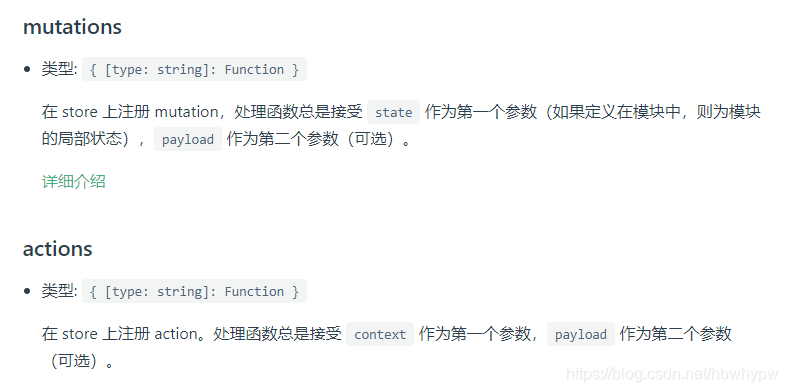 mutations
类型: { [type: string]: Function }
在 store 上注册 mutation，处理函数总是接受 state 作为第一个参数（如果定义在模块中，则为模块
的局部状态），payload 作为第二个参数（可选）。
详细介绍
actions
类型: { [type: string]: Function }
在 store 上注册 action。处理函数总是接受 context 作为第一个参数，payload 作为第二个参数
（可选）。
https://blog.csdn.net/hbwhypw